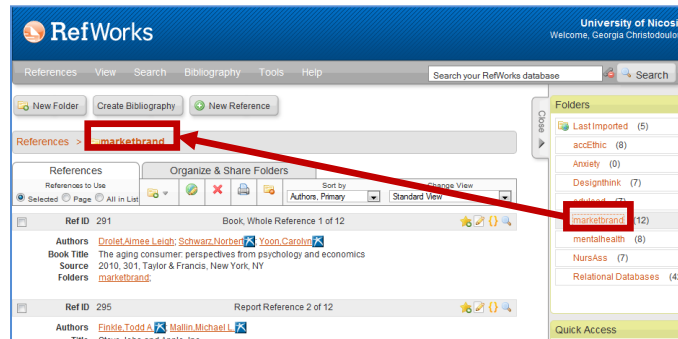 RefWorks
University of Nicosi
Welcome, Georgia Christodoulou
References View Search Bibliography Tools Help
Search your RefWorks database
Search
New Folder
Create Bibliography
New Reference
Close
References > marketbrand
References
Organize & Share Folders
References to Use
Selected Page All in List
Sort by
Authors, Primary
Change View
Standard View
Ref ID 291 Book, Whole Reference 1 of 12
Authors Drolet,Aimee Leigh; Schwarz,Norbert; Yoon,Carolyn
Book Title The aging consumer: perspectives from psychology and economics
Source 2010, 301, Taylor & Francis, New York, NY
Folders marketbrand;
Ref ID 295 Report Reference 2 of 12
Authors Finkle,Todd A.; Mallin,Michael L.
Folders
Last Imported (5)
accEthic (8)
Anxiety (0)
Designthink (7)
marketbrand (12)
mentalhealth (8)
NursAss (7)
Relational Databases (4
Quick Access